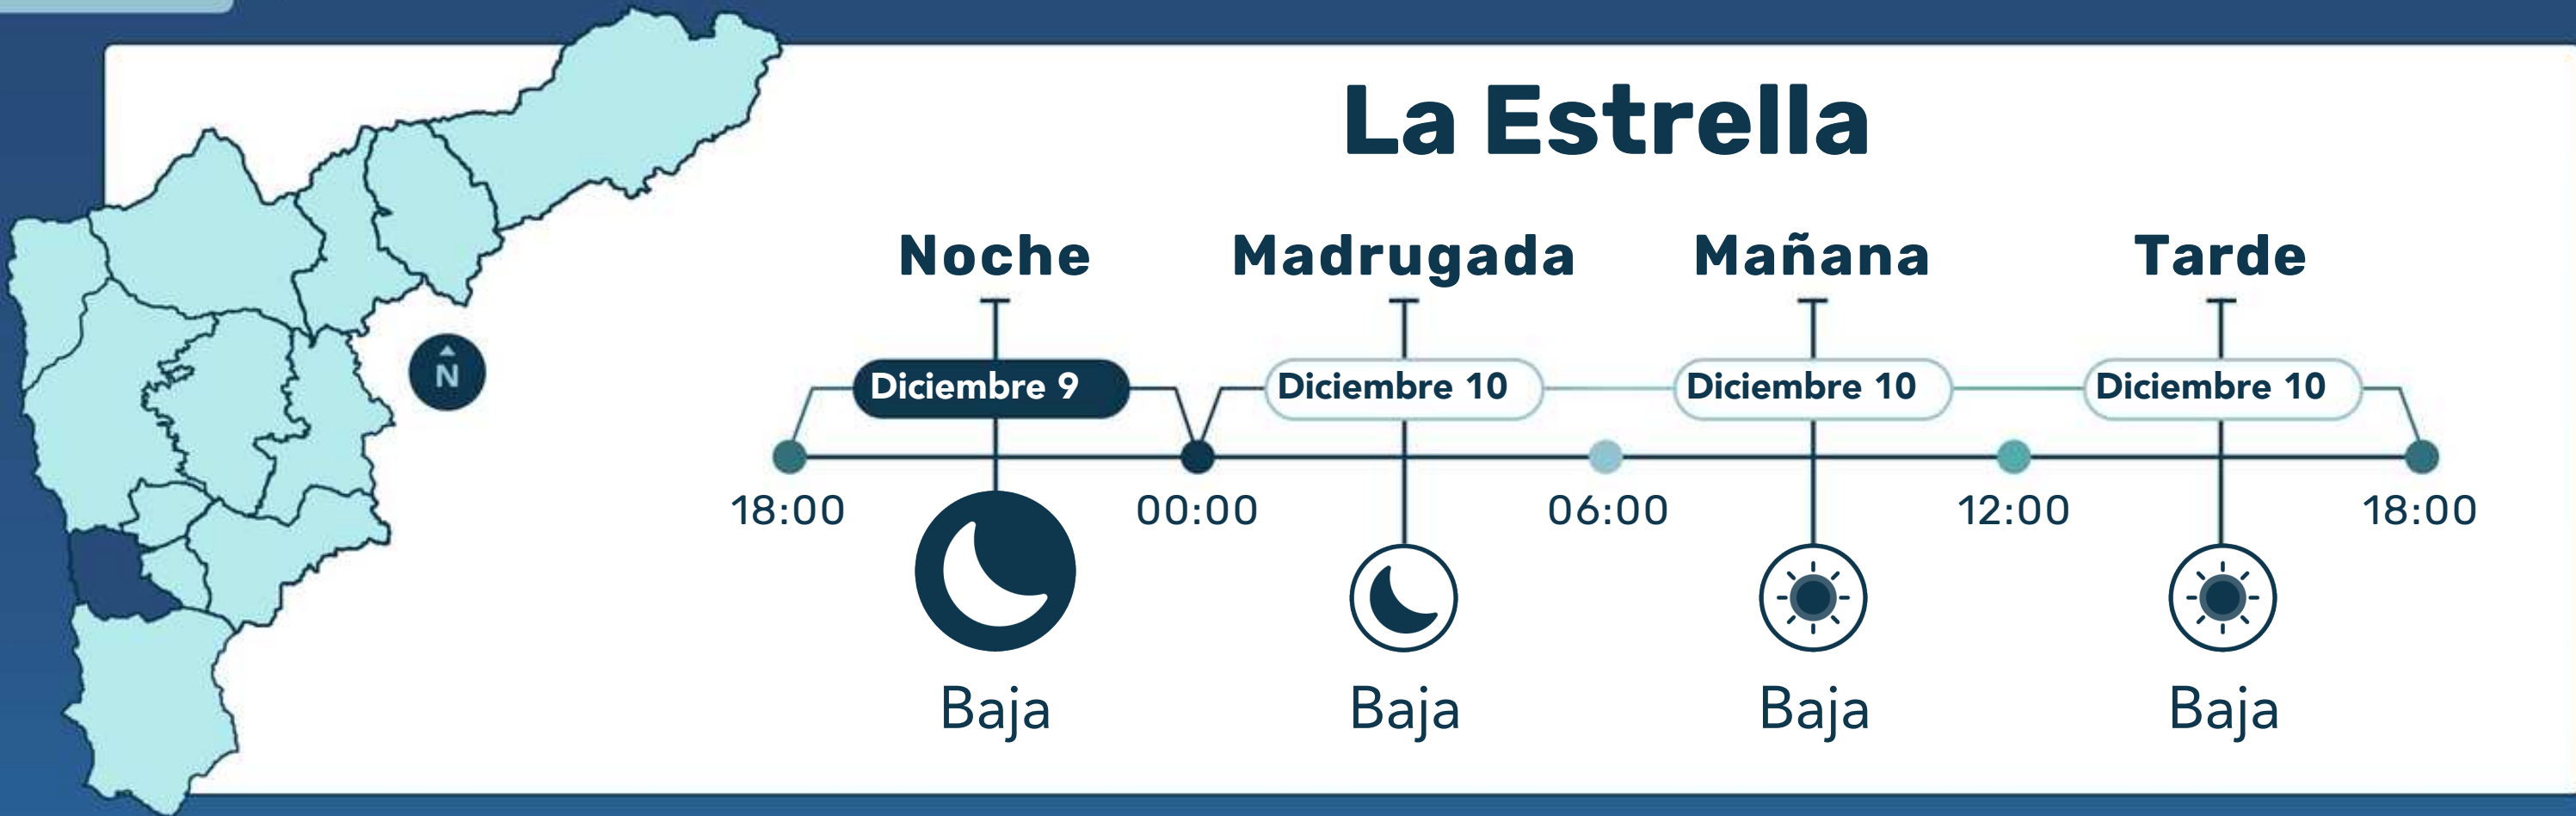 La Estrella
Noche Madrugada Mañana Tarde
N
Diciembre 9 Diciembre 10 Diciembre 10 Diciembre 10
18:00 00:00 06:00 12:00 18:00
Baja Baja Baja Baja